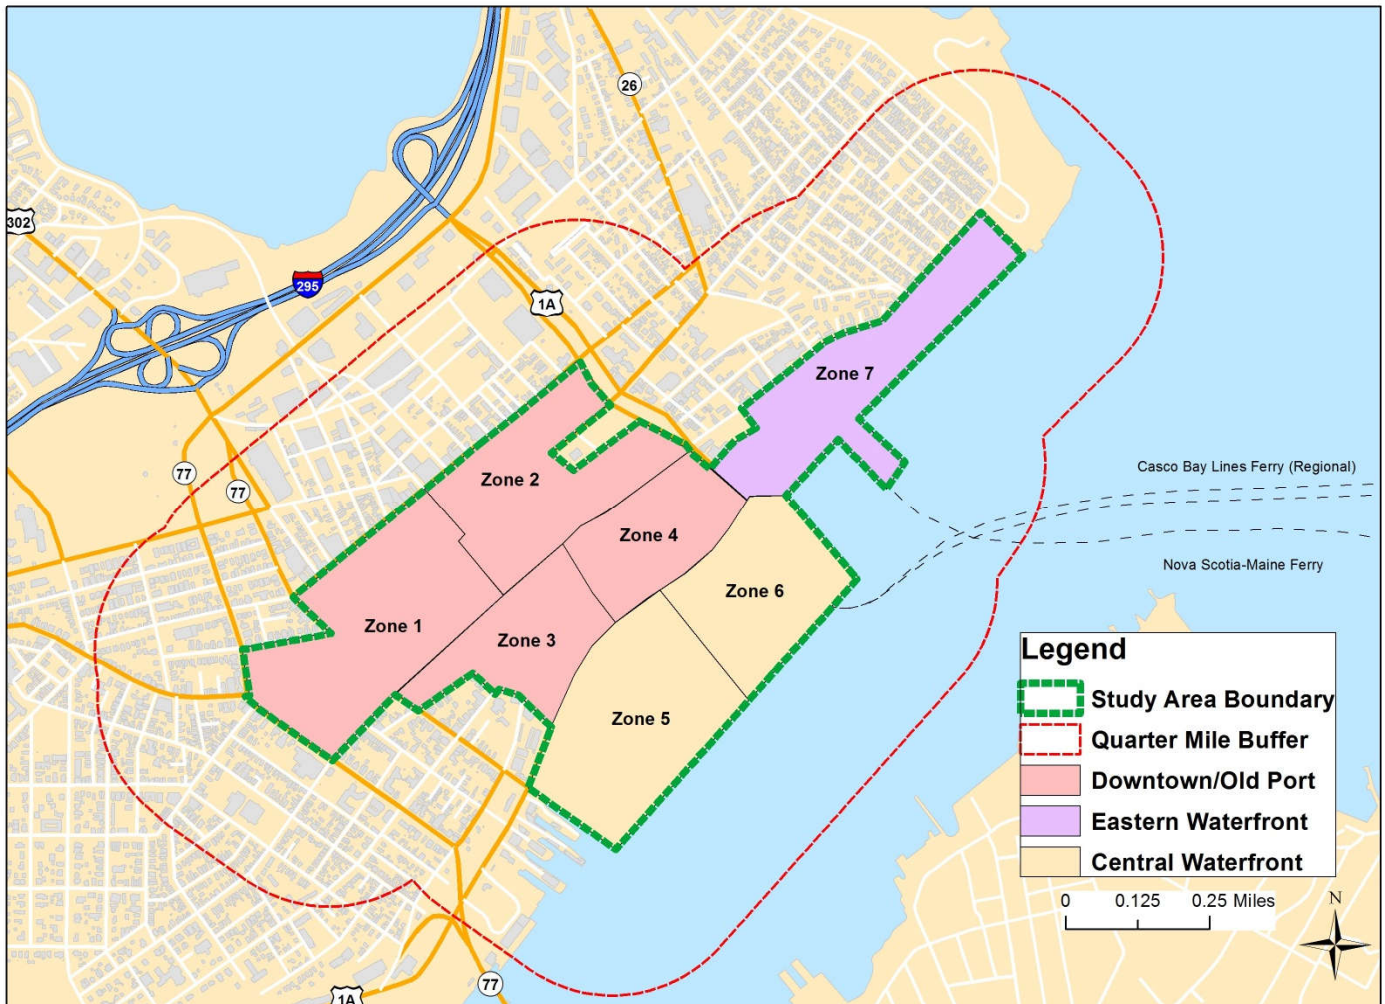 26
302
295
1A
Zone 7
77
77
Casco Bay Lines Ferry (Regional)
Zone 2
Zone 4
Nova Scotia-Maine Ferry
Zone 6
Zone 1
Zone 3
Zone 5
Legend
Study Area Boundary
Quarter Mile Buffer
Downtown/Old Port
Eastern Waterfront
Central Waterfront
0 0.125 0.25 Miles
N
77
1A